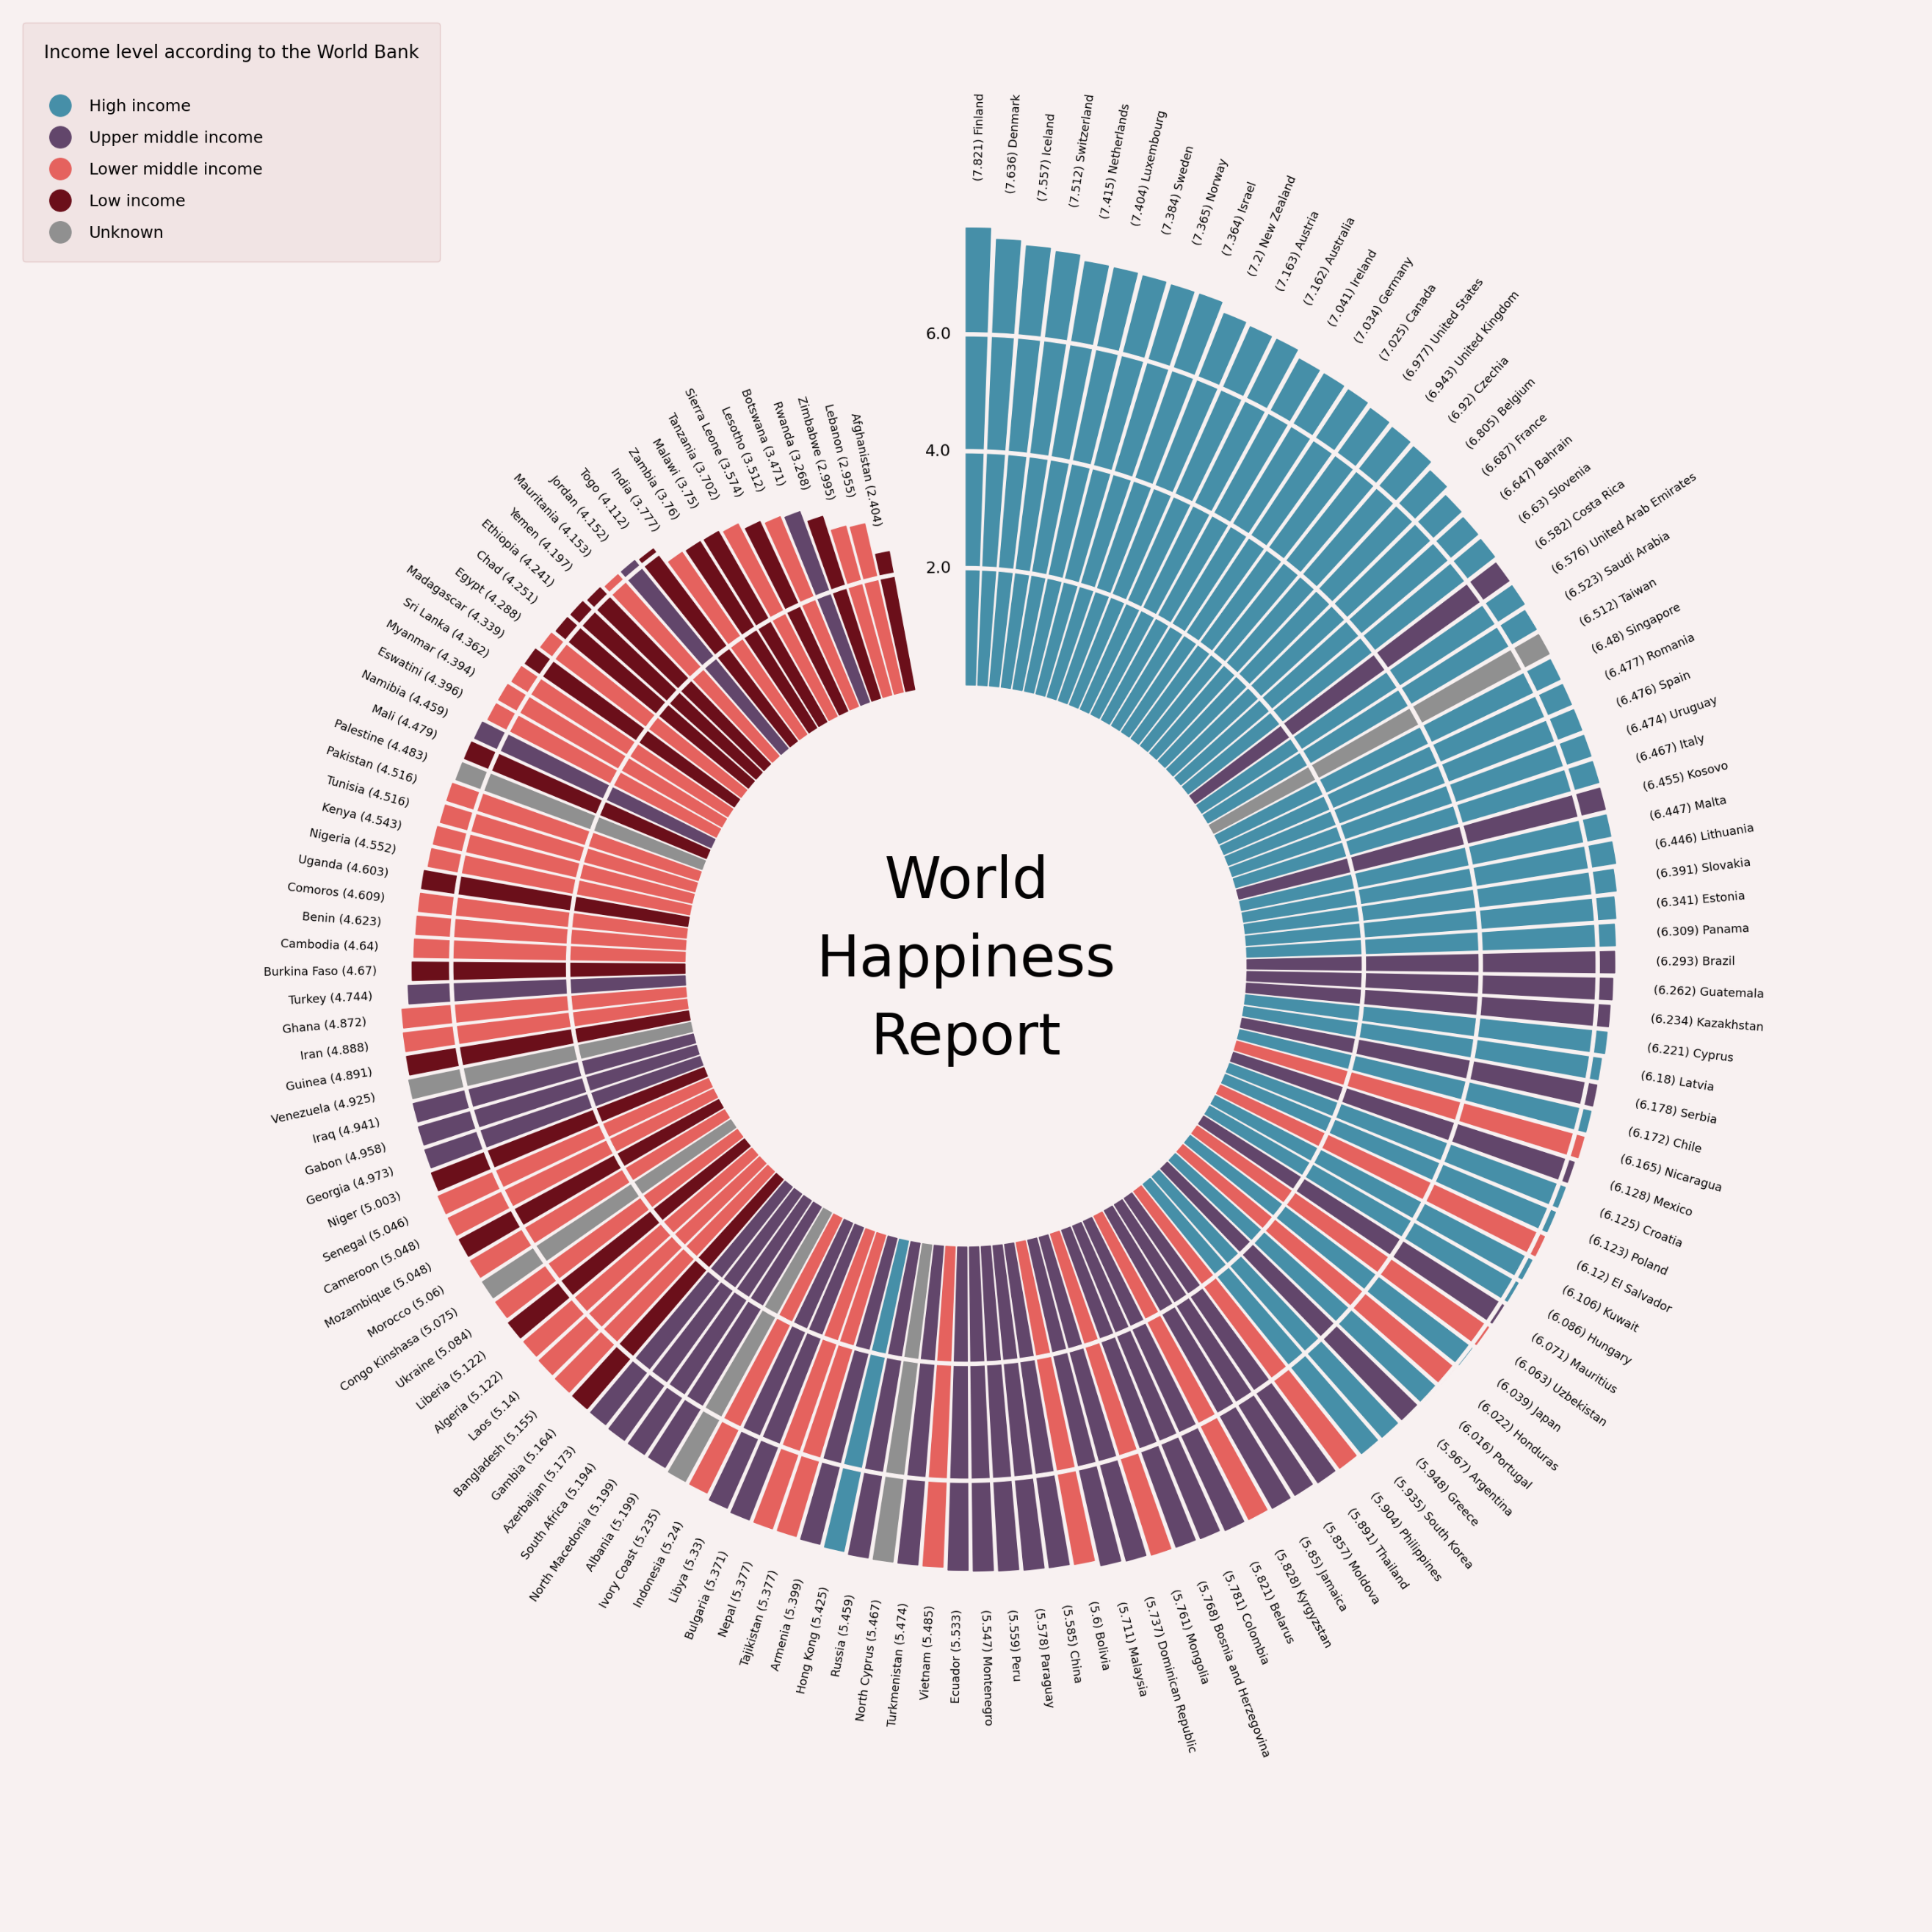 Income level according to the World Bank
High income
Upper middle income
Lower middle income
Low income
Unknown
World
Happiness
Report
6.0
4.0
2.0
(7.821) Finland
(7.636) Denmark
(7.557) Iceland
(7.512) Switzerland
(7.415) Netherlands
(7.404) Luxembourg
(7.384) Sweden
(7.365) Norway
(7.364) Israel
(7.2) New Zealand
(7.163) Austria
(7.162) Australia
(7.041) Ireland
(7.034) Germany
(7.025) Canada
(6.977) United States
(6.943) United Kingdom
(6.92) Czechia
(6.805) Belgium
(6.687) France
(6.647) Bahrain
(6.63) Slovenia
(6.582) Costa Rica
(6.576) United Arab Emirates
(6.523) Saudi Arabia
(6.512) Taiwan
(6.48) Singapore
(6.477) Romania
(6.476) Spain
(6.474) Uruguay
(6.467) Italy
(6.455) Kosovo
(6.447) Malta
(6.446) Lithuania
(6.391) Slovakia
(6.341) Estonia
(6.309) Panama
(6.293) Brazil
(6.262) Guatemala
(6.234) Kazakhstan
(6.221) Cyprus
(6.18) Latvia
(6.178) Serbia
(6.172) Chile
(6.165) Nicaragua
(6.128) Mexico
(6.125) Croatia
(6.123) Poland
(6.12) El Salvador
(6.106) Kuwait
(6.086) Hungary
(6.071) Mauritius
(6.063) Uzbekistan
(6.039) Japan
(6.022) Honduras
(6.016) Portugal
(5.967) Argentina
(5.948) Greece
(5.935) South Korea
(5.904) Philippines
(5.891) Thailand
(5.857) Moldova
(5.85) Jamaica
(5.828) Kyrgyzstan
(5.821) Belarus
(5.781) Colombia
(5.768) Bosnia and Herzegovina
(5.761) Mongolia
(5.737) Dominican Republic
(5.711) Malaysia
(5.6) Bolivia
(5.585) China
(5.578) Paraguay
(5.559) Peru
(5.547) Montenegro
Ecuador (5.533)
Vietnam (5.485)
Turkmenistan (5.474)
North Cyprus (5.467)
Russia (5.459)
Hong Kong (5.425)
Armenia (5.399)
Tajikistan (5.377)
Nepal (5.377)
Bulgaria (5.371)
Libya (5.33)
Indonesia (5.24)
Ivory Coast (5.235)
Albania (5.199)
North Macedonia (5.199)
South Africa (5.194)
Azerbaijan (5.173)
Gambia (5.164)
Bangladesh (5.155)
Laos (5.14)
Algeria (5.122)
Liberia (5.122)
Ukraine (5.084)
Congo Kinshasa (5.075)
Morocco (5.06)
Mozambique (5.048)
Cameroon (5.048)
Senegal (5.046)
Niger (5.003)
Georgia (4.973)
Gabon (4.958)
Iraq (4.941)
Venezuela (4.925)
Guinea (4.891)
Iran (4.888)
Ghana (4.872)
Turkey (4.744)
Burkina Faso (4.67)
Cambodia (4.64)
Benin (4.623)
Comoros (4.609)
Uganda (4.603)
Nigeria (4.552)
Kenya (4.543)
Tunisia (4.516)
Pakistan (4.516)
Palestine (4.483)
Mali (4.479)
Namibia (4.459)
Eswatini (4.396)
Myanmar (4.394)
Sri Lanka (4.362)
Madagascar (4.339)
Egypt (4.288)
Chad (4.251)
Ethiopia (4.241)
Yemen (4.197)
Mauritania (4.153)
Jordan (4.152)
Togo (4.112)
India (3.777)
Zambia (3.76)
Malawi (3.75)
Tanzania (3.702)
Sierra Leone (3.574)
Lesotho (3.512)
Botswana (3.471)
Rwanda (3.268)
Zimbabwe (2.995)
Lebanon (2.955)
Afghanistan (2.404)